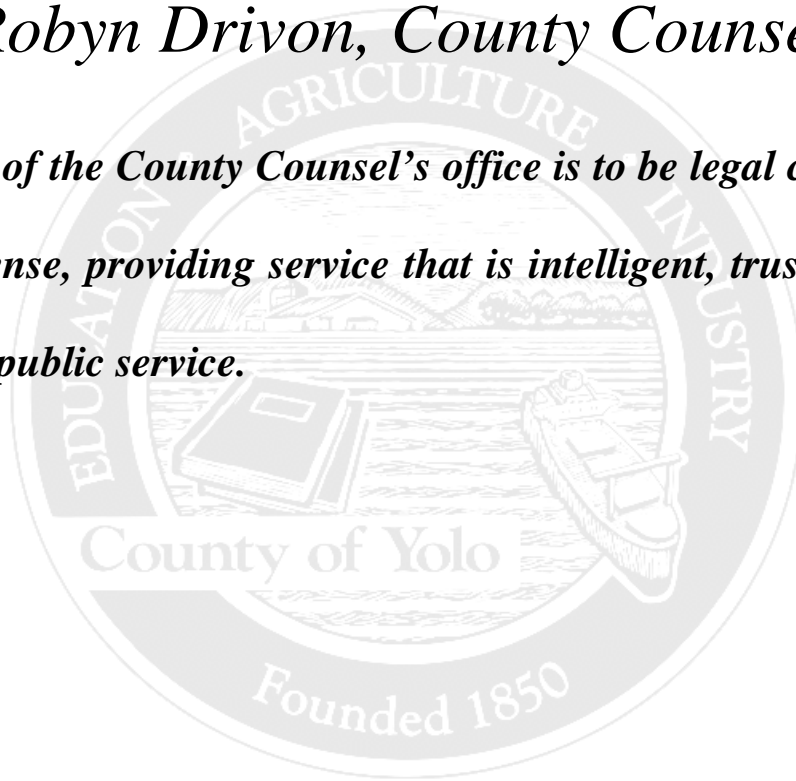 Robyn Drivon, County Counse
of the County Counsel's office is to be legal c
ense, providing service that is intelligent, trus
public service.
EDUCATION • AGRICULTURE • INDUSTRY
County of Yolo
Founded 1850